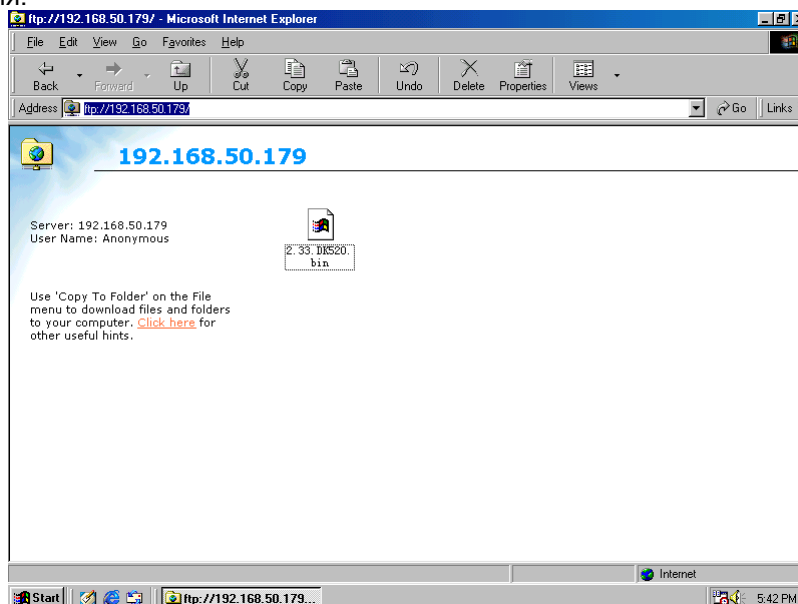 ия.
ftp://192.168.50.179/ - Microsoft Internet Explorer
File Edit View Go Favorites Help
Back Forward Up Cut Copy Paste Undo Delete Properties Views
Address ftp://192.168.50.179/ Go Links
192.168.50.179
Server: 192.168.50.179
User Name: Anonymous
2.33.DK520.
bin
Use 'Copy To Folder' on the File
menu to download files and folders
to your computer. Click here for
other useful hints.
Internet
Start ftp://192.168.50.179... 5:42 PM